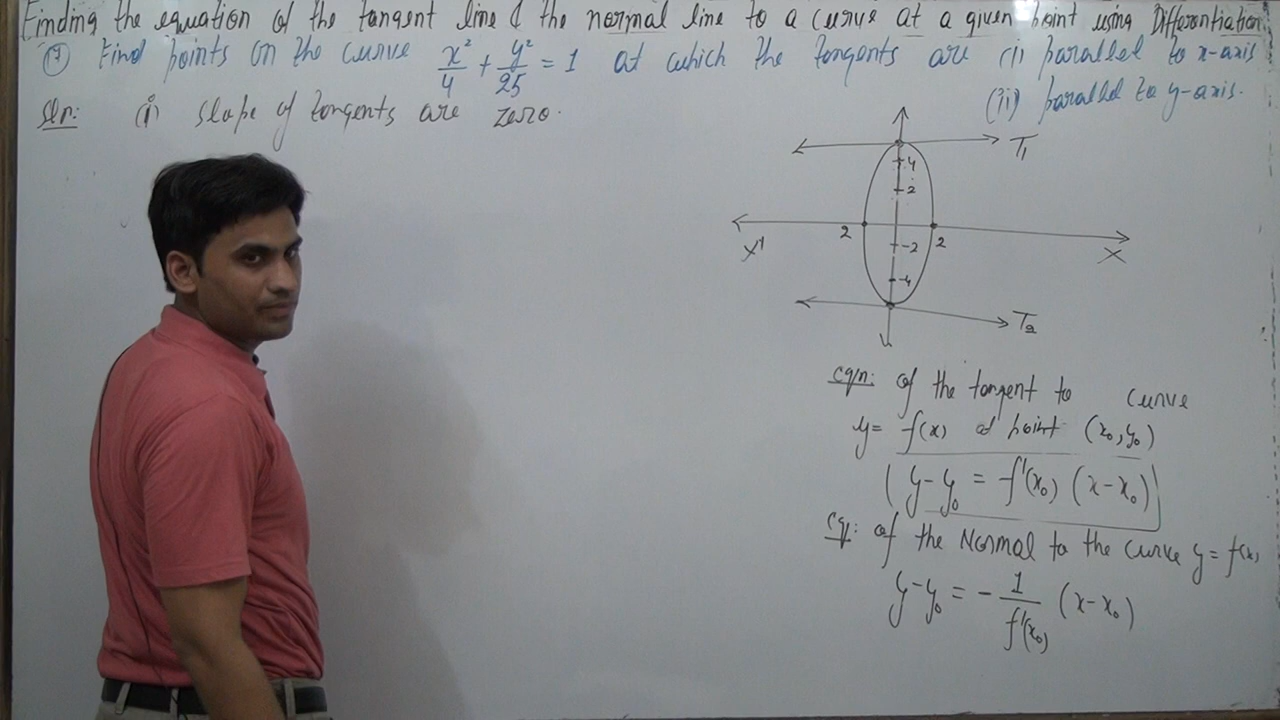 Finding the equation of the tangent line & the normal line to a curve at a given point using Differentiation.
⑦ Find points on the curve x²/4 + y²/25 = 1 at which the tangents are (i) parallel to x-axis
(ii) parallel to y-axis.
Sln: (i) slope of tangents are zero.
T₁
4
2
2
-2
2
X'
X
-4
T₂
eqn: of the tangent to curve
y = f(x) at point (x₀, y₀)
y-y₀ = f'(x₀) (x-x₀)
eq: of the Normal to the curve y = f(x)
y-y₀ = - 1/f'(x₀) (x-x₀)